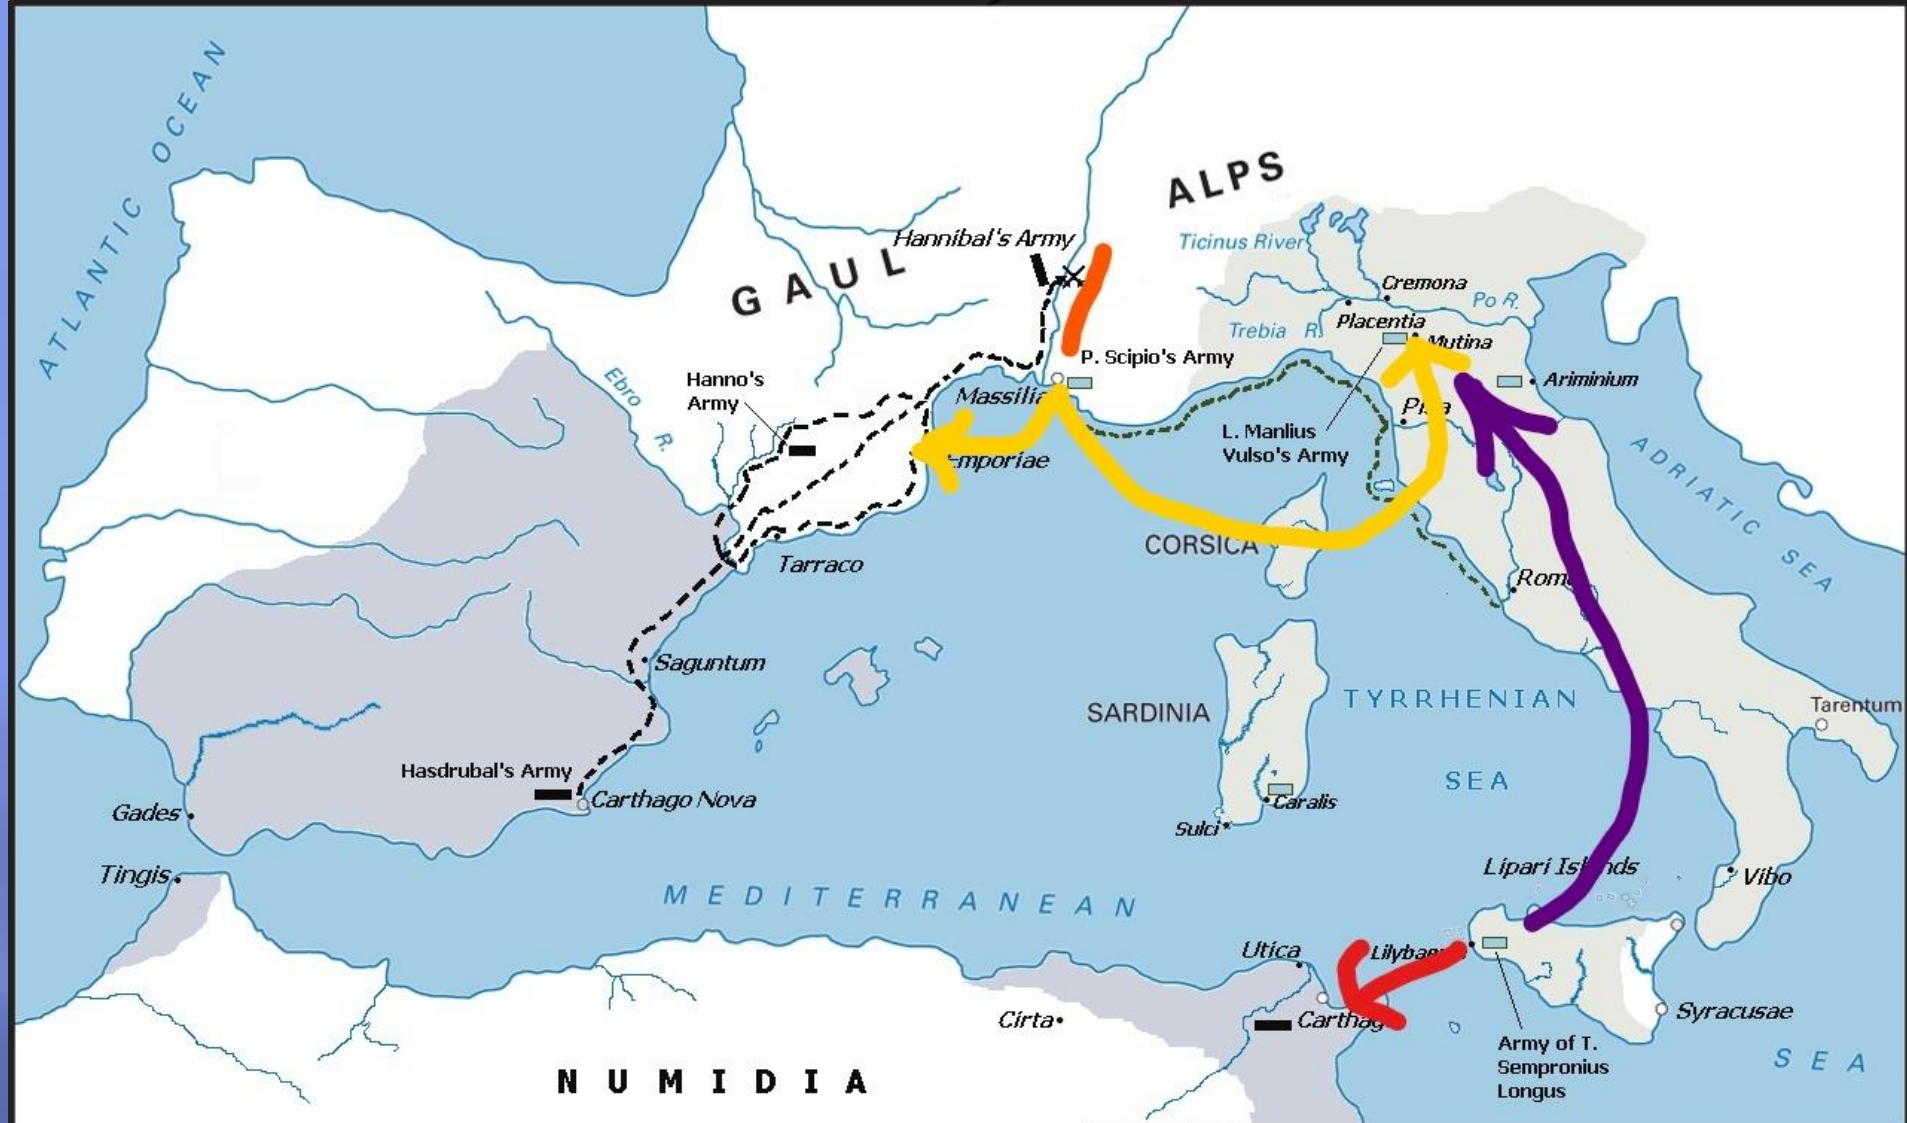 ATLANTIC OCEAN
GAUL
ALPS
Hannibal's Army
Ticinus River
Cremona
Po R.
Trebia R.
Placentia
Mutina
P. Scipio's Army
Ariminium
Hanno's
Army
Ebro R.
Massilia
Pisa
L. Manlius
Vulso's Army
Emporiae
ADRIATIC SEA
CORSICA
Tarraco
Rome
Saguntum
SARDINIA
TYRRHENIAN
SEA
Tarentum
Hasdrubal's Army
Carthago Nova
Caralis
Sulci
Gades
Tingis
Lipari Islands
Vibo
MEDITERRANEAN
Utica
Cirta
Syracusae
Army of T.
Sempronius
Longus
SEA
NUMIDIA